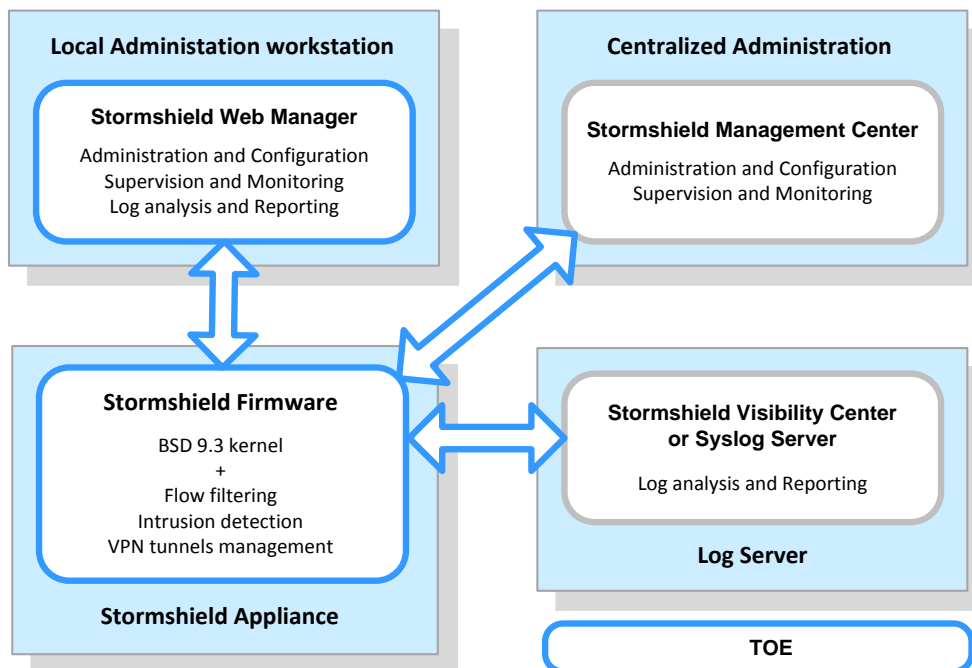 Local Administation workstation
Stormshield Web Manager
Administration and Configuration
Supervision and Monitoring
Log analysis and Reporting
Centralized Administration
Stormshield Management Center
Administration and Configuration
Supervision and Monitoring
Stormshield Firmware
BSD 9.3 kernel
+
Flow filtering
Intrusion detection
VPN tunnels management
Stormshield Appliance
Stormshield Visibility Center
or Syslog Server
Log analysis and Reporting
Log Server
TOE